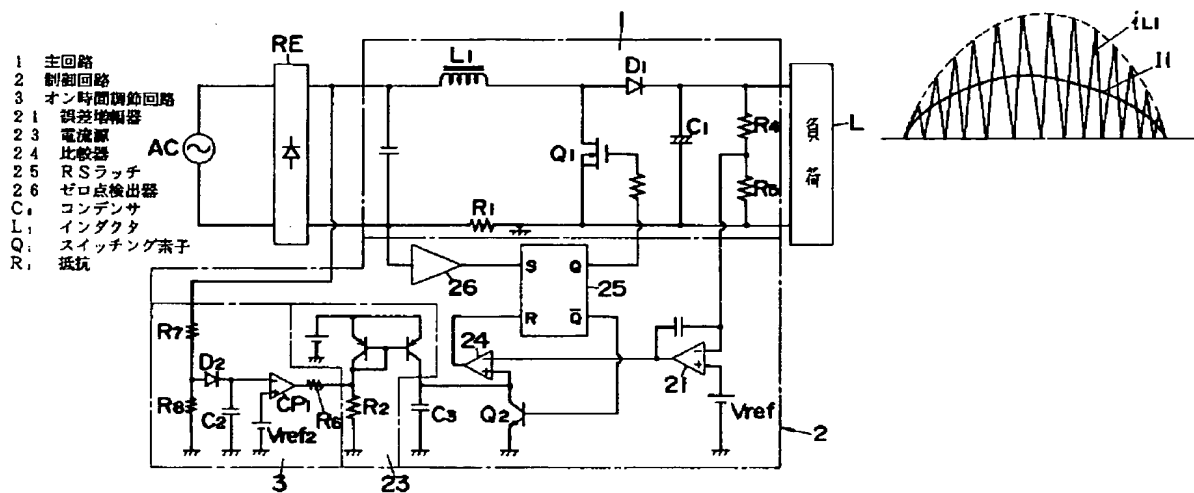 1 主回路
2 制御回路
3 オン時間調節回路
21 誤差増幅器
23 電流源
24 比較器
25 RSラッチ
26 ゼロ点検出器
C₃ コンデンサ
L₁ インダクタ
Q₁ スイッチング素子
R₁ 抵抗
1
RE
L1
D1
AC
C1
Q1
R4
R5
負荷
L
R1
26
S Q
R Q̅
25
24
21
Vref
R7
D2
R8
C2
CP1
Vref2
R6
R2
C3
Q2
2
3
23
iL1
Ii